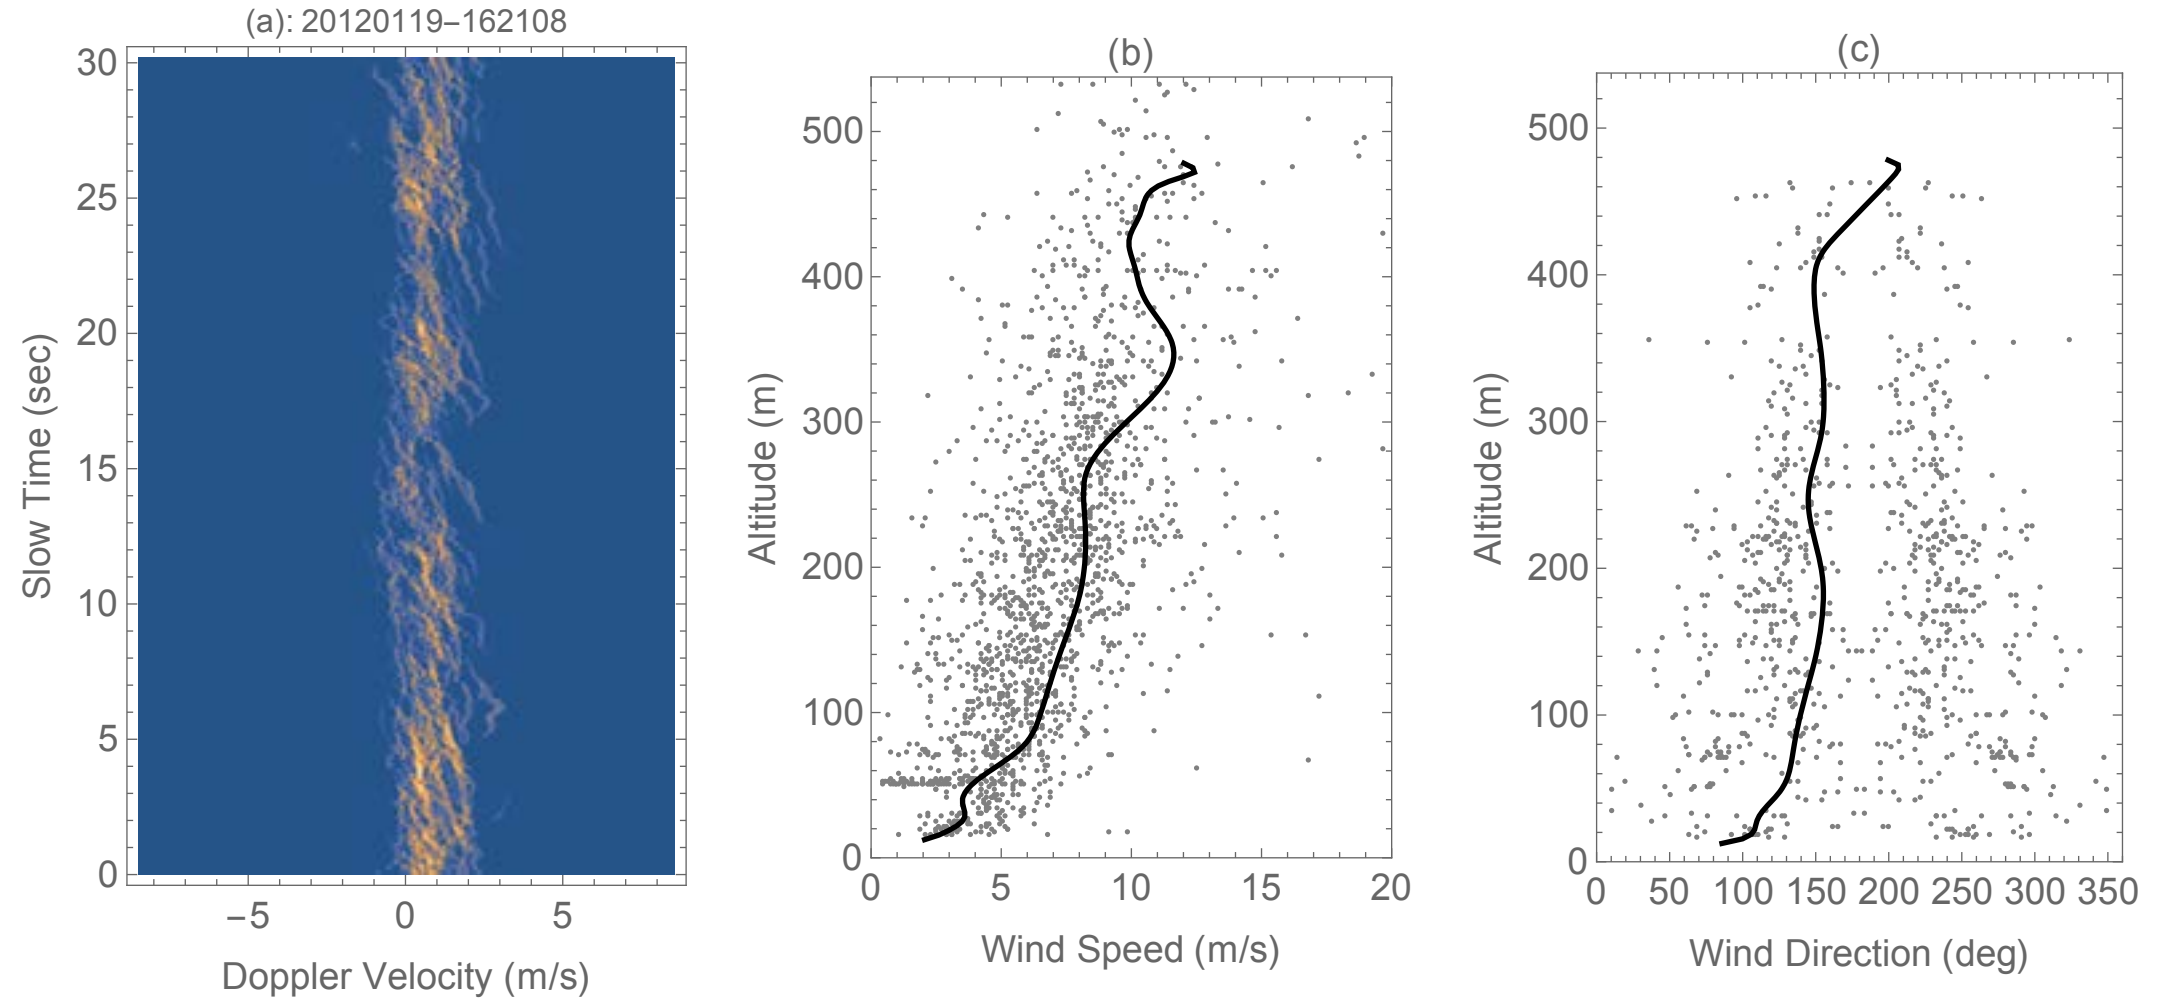 (a): 20120119–162108
30
25
20
15
10
5
0
Slow Time (sec)
−5 0 5
Doppler Velocity (m/s)
(b)
500
400
300
200
100
0
Altitude (m)
0 5 10 15 20
Wind Speed (m/s)
(c)
500
400
300
200
100
0
Altitude (m)
0 50 100 150 200 250 300 350
Wind Direction (deg)